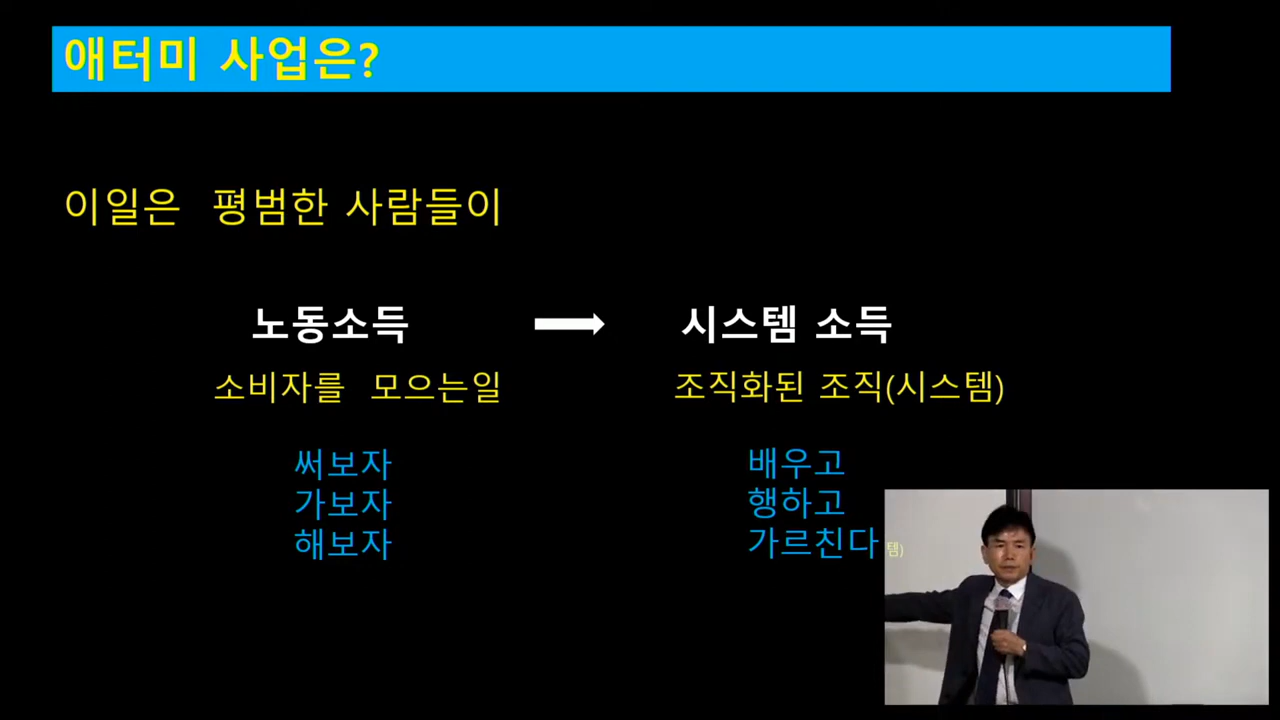 애터미 사업은?
이일은 평범한 사람들이
노동소득 시스템 소득
소비자를 모으는일 조직화된 조직(시스템)
써보자 배우고
가보자 행하고
해보자 가르친다
템)